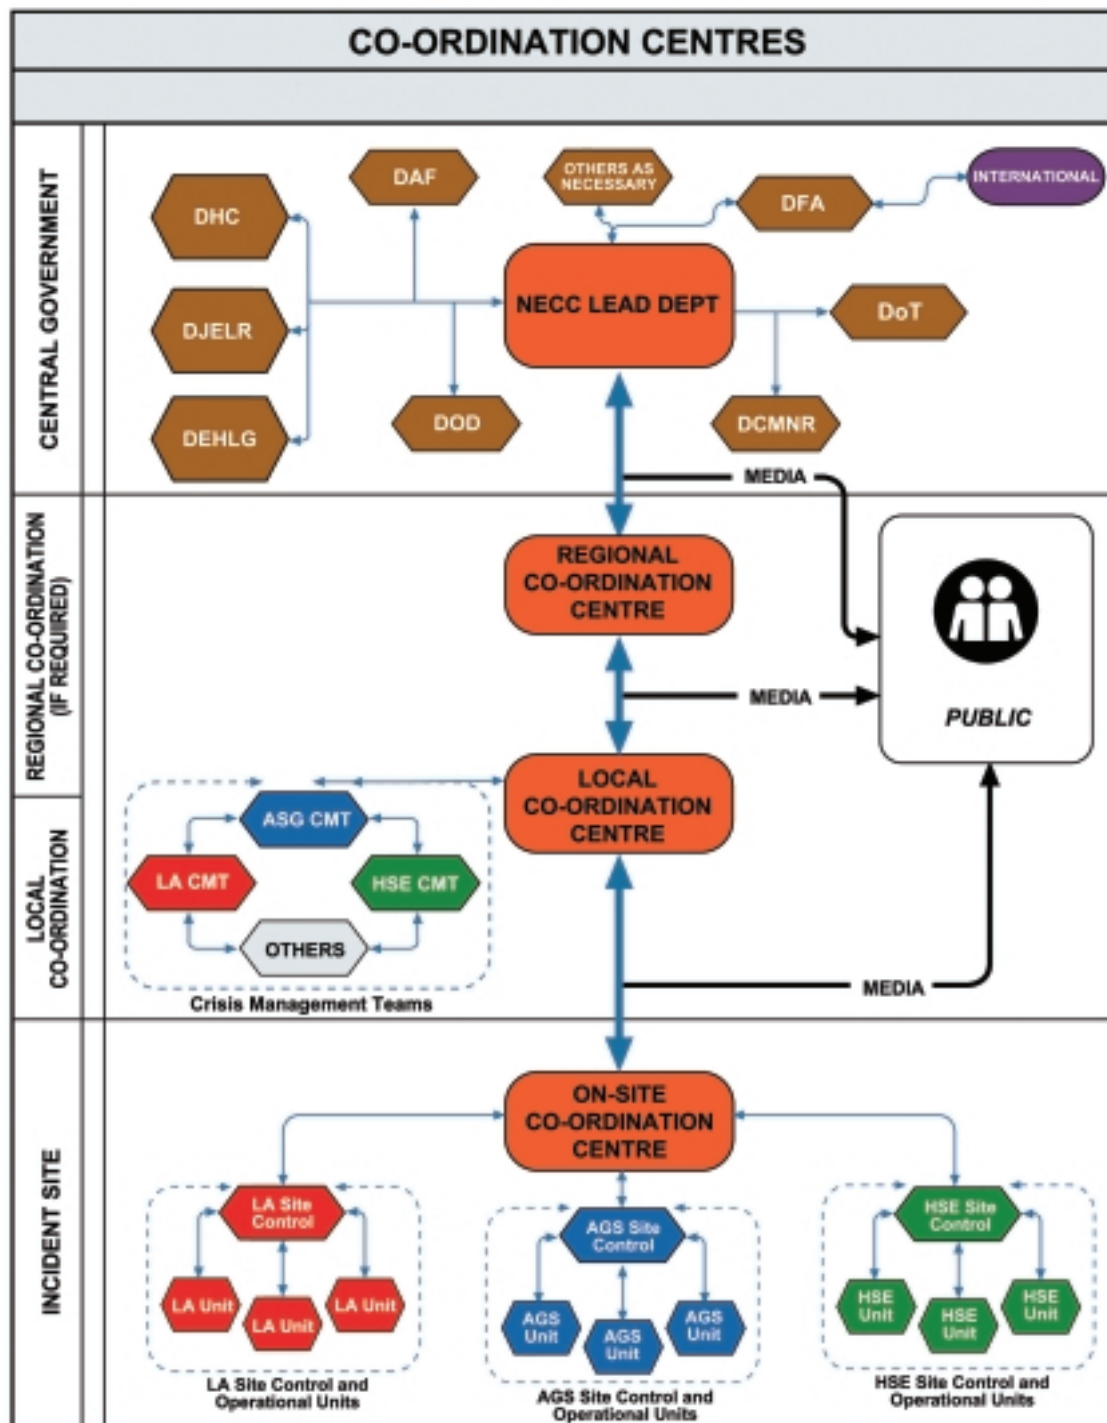 CO-ORDINATION CENTRES
CENTRAL GOVERNMENT
DHC
DAF
OTHERS AS
NECESSARY
DFA
INTERNATIONAL
DJELR
NECC LEAD DEPT
DoT
DEHLG
DOD
DCMNR
MEDIA
REGIONAL CO-ORDINATION
(IF REQUIRED)
REGIONAL
CO-ORDINATION
CENTRE
MEDIA
PUBLIC
LOCAL
CO-ORDINATION
LOCAL
CO-ORDINATION
CENTRE
ASG CMT
LA CMT
HSE CMT
OTHERS
Crisis Management Teams
MEDIA
INCIDENT SITE
ON-SITE
CO-ORDINATION
CENTRE
LA Site
Control
LA Unit
LA Unit
LA Unit
LA Site Control and
Operational Units
AGS Site
Control
AGS
Unit
AGS
Unit
AGS
Unit
AGS Site Control and
Operational Units
HSE Site
Control
HSE
Unit
HSE
Unit
HSE
Unit
HSE Site Control and
Operational Units